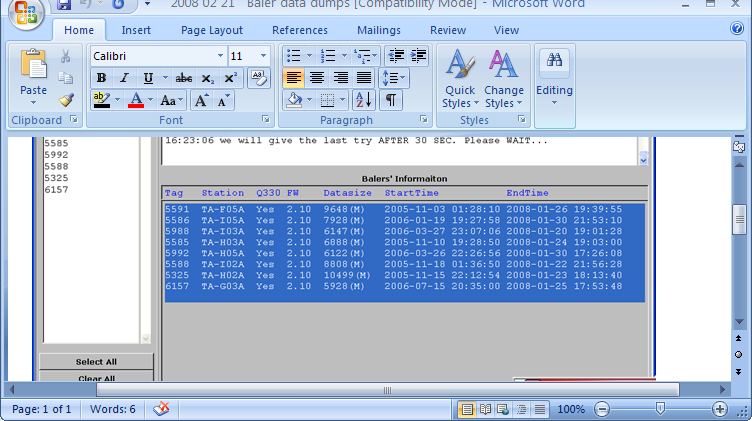 2008 02 21 Baler data dumps [Compatibility Mode] - Microsoft Word
Home Insert Page Layout References Mailings Review View
Calibri 11
B I U abc X₂ X² Aa
ab A Aa A A
Paste
Quick Styles
Change Styles
Editing
Clipboard Font Paragraph Styles
16:23:06 we will give the last try AFTER 30 SEC. Please WAIT...
5585
5992
5588
5325
6157
Balers' Informaiton
Tag Station Q330 FW Datasize StartTime EndTime
5591 TA-F05A Yes 2.10 9648(M) 2005-11-03 01:28:10 2008-01-26 19:39:55
5586 TA-I05A Yes 2.10 7928(M) 2006-01-19 19:27:58 2008-01-30 21:53:10
5988 TA-I03A Yes 2.10 6147(M) 2006-03-27 23:07:06 2008-01-20 19:01:28
5585 TA-H03A Yes 2.10 6888(M) 2005-11-10 19:28:50 2008-01-24 19:03:00
5992 TA-H05A Yes 2.10 6122(M) 2006-03-26 22:26:56 2008-01-30 17:26:08
5588 TA-I02A Yes 2.10 8808(M) 2005-11-18 01:36:50 2008-01-22 21:56:28
5325 TA-H02A Yes 2.10 10499(M) 2005-11-15 22:12:54 2008-01-23 18:13:40
6157 TA-G03A Yes 2.10 5928(M) 2006-07-15 20:35:00 2008-01-25 17:53:48
Select All
Clear All
Page: 1 of 1 Words: 6 100%